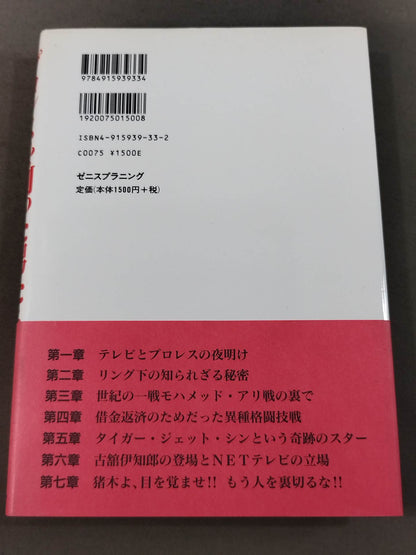 9784915939334
1920075015008
ISBN4-915939-33-2
C0075 ¥1500E
ゼニスプラニング
定価(本体1500円+税)
第一章 テレビとプロレスの夜明け
第二章 リング下の知られざる秘密
第三章 世紀の一戦モハメッド・アリ戦の裏で
第四章 借金返済のためだった異種格闘技戦
第五章 タイガー・ジェット・シンという奇跡のスター
第六章 古舘伊知郎の登場とNETテレビの立場
第七章 猪木よ、目を覚ませ!! もう人を裏切るな!!